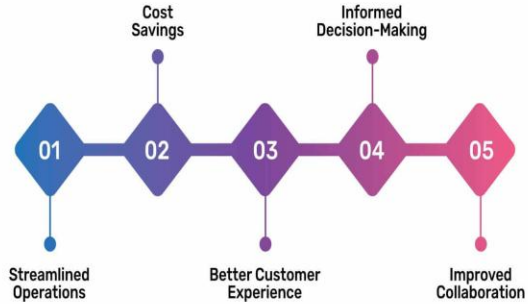 Cost
Savings
Informed
Decision-Making
01
02
03
04
05
Streamlined
Operations
Better Customer
Experience
Improved
Collaboration